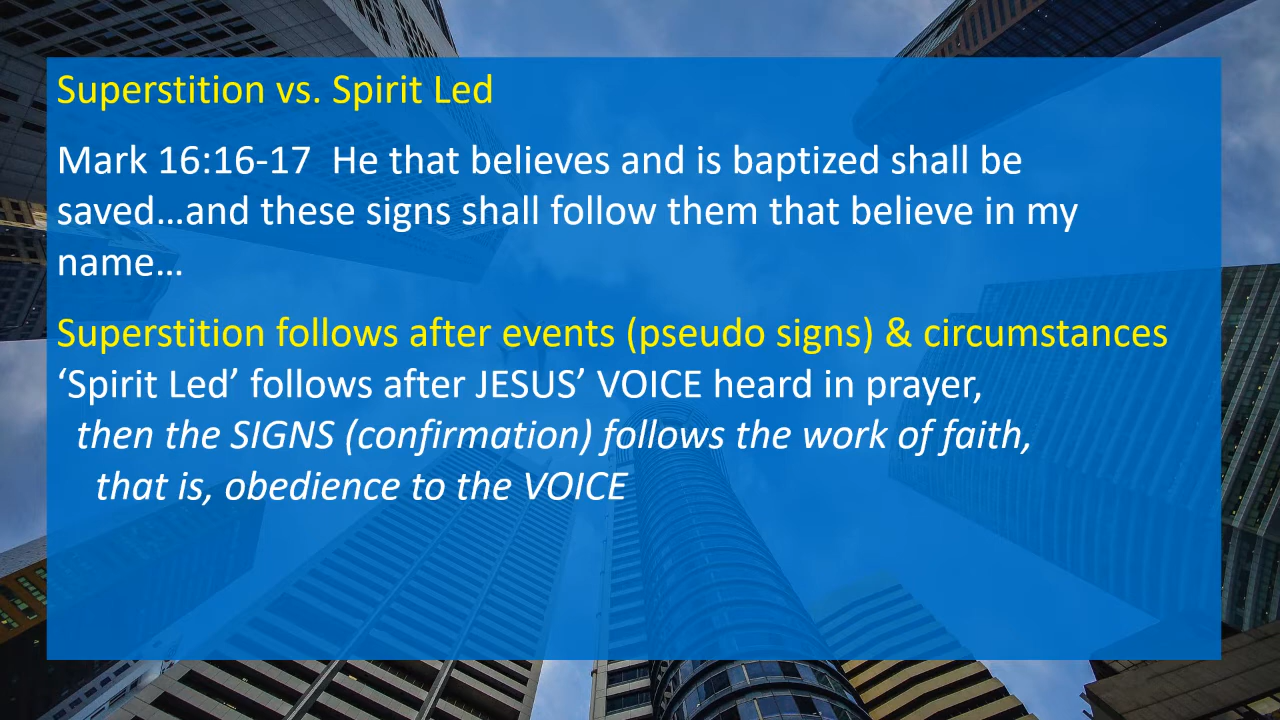 Superstition vs. Spirit Led
Mark 16:16-17  He that believes and is baptized shall be
saved…and these signs shall follow them that believe in my
name…
Superstition follows after events (pseudo signs) & circumstances
‘Spirit Led’ follows after JESUS’ VOICE heard in prayer,
then the SIGNS (confirmation) follows the work of faith,
that is, obedience to the VOICE